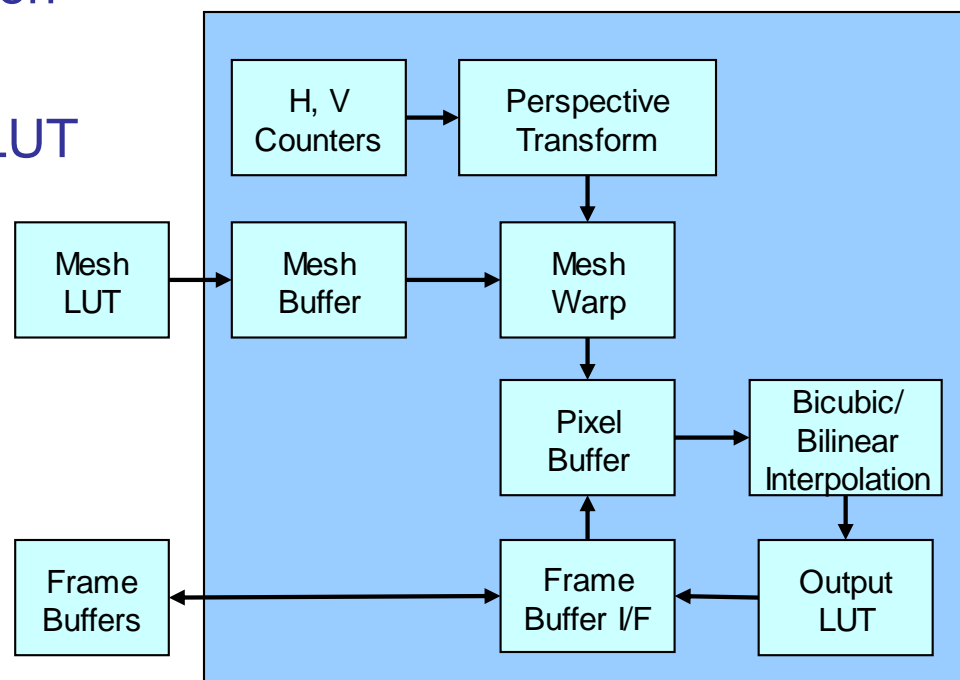 LUT
H, V
Counters
Perspective
Transform
Mesh
LUT
Mesh
Buffer
Mesh
Warp
Pixel
Buffer
Bicubic/
Bilinear
Interpolation
Frame
Buffers
Frame
Buffer I/F
Output
LUT